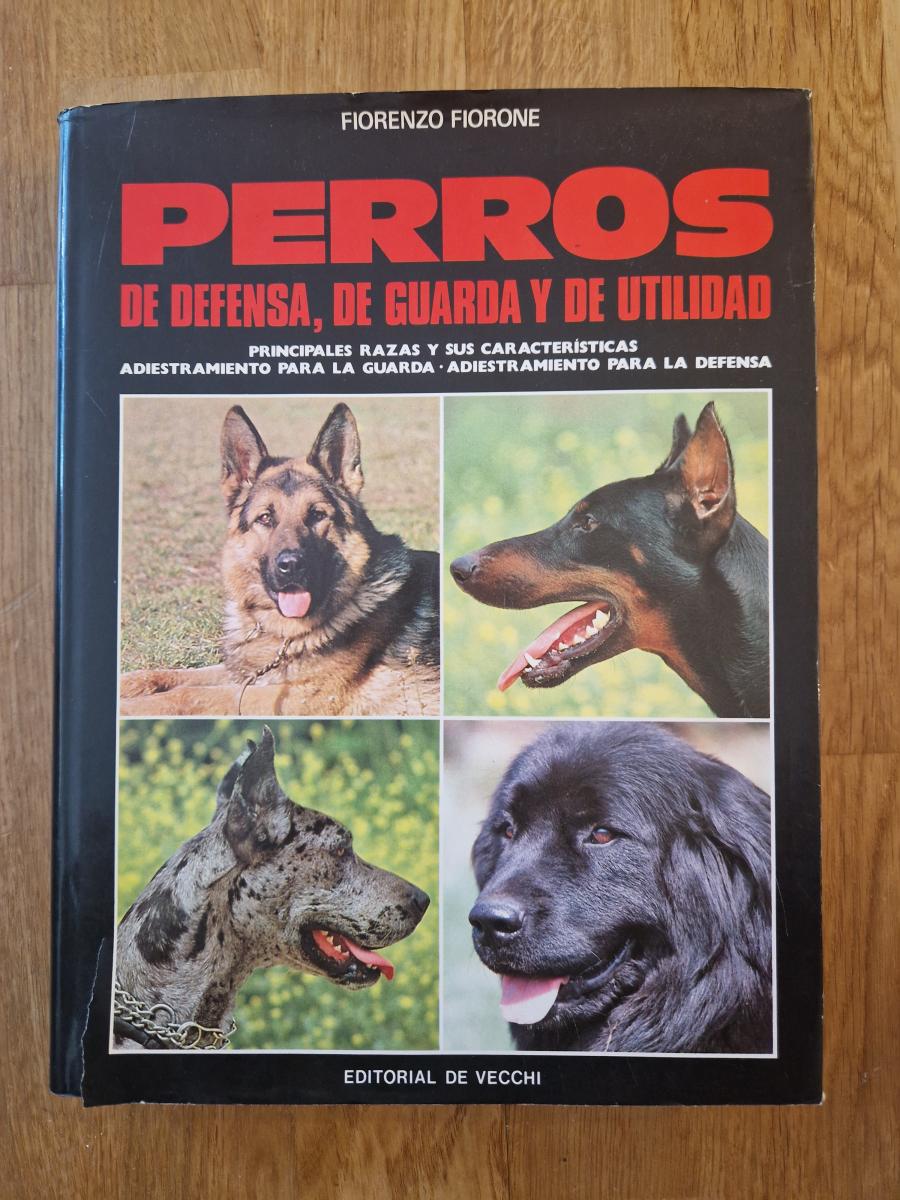 FIORENZO FIORONE
PERROS
DE DEFENSA, DE GUARDA Y DE UTILIDAD
PRINCIPALES RAZAS Y SUS CARACTERÍSTICAS
ADIESTRAMIENTO PARA LA GUARDA · ADIESTRAMIENTO PARA LA DEFENSA
EDITORIAL DE VECCHI